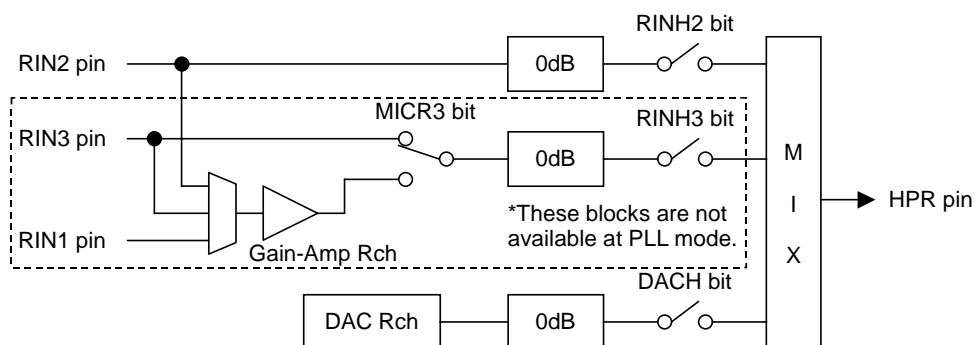 RINH2 bit
RIN2 pin
0dB
MICR3 bit
RINH3 bit
RIN3 pin
0dB
M
I
X
HPR pin
*These blocks are not
available at PLL mode.
RIN1 pin
Gain-Amp Rch
DACH bit
DAC Rch
0dB